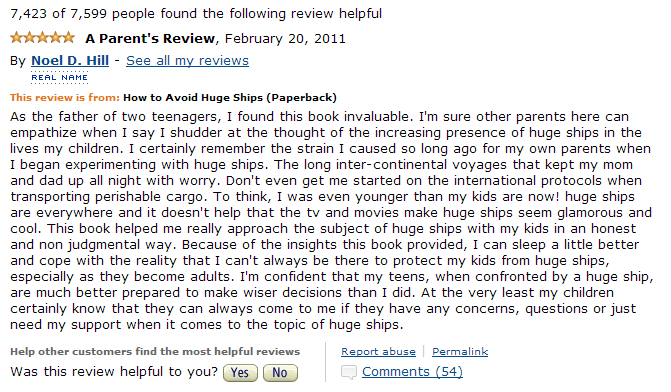 7,423 of 7,599 people found the following review helpful
A Parent's Review, February 20, 2011
By Noel D. Hill - See all my reviews
REAL NAME
This review is from: How to Avoid Huge Ships (Paperback)
As the father of two teenagers, I found this book invaluable. I'm sure other parents here can
empathize when I say I shudder at the thought of the increasing presence of huge ships in the
lives my children. I certainly remember the strain I caused so long ago for my own parents when
I began experimenting with huge ships. The long inter-continental voyages that kept my mom
and dad up all night with worry. Don't even get me started on the international protocols when
transporting perishable cargo. To think, I was even younger than my kids are now! huge ships
are everywhere and it doesn't help that the tv and movies make huge ships seem glamorous and
cool. This book helped me really approach the subject of huge ships with my kids in an honest
and non judgmental way. Because of the insights this book provided, I can sleep a little better
and cope with the reality that I can't always be there to protect my kids from huge ships,
especially as they become adults. I'm confident that my teens, when confronted by a huge ship,
are much better prepared to make wiser decisions than I did. At the very least my children
certainly know that they can always come to me if they have any concerns, questions or just
need my support when it comes to the topic of huge ships.
Help other customers find the most helpful reviews
Was this review helpful to you? Yes No
Report abuse | Permalink
Comments (54)